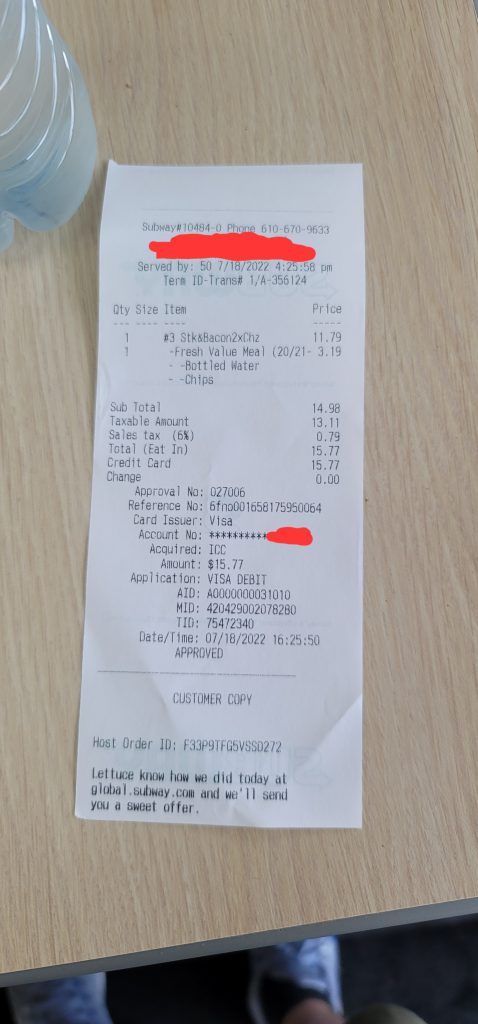 Subway#10484-0 Phone 610-670-9633
Served by: 50 7/18/2022 4:25:58 pm
Term ID-Trans# 1/A-356124
Qty Size Item Price
--- ---- ---- -----
1 #3 Stk&Bacon2xChz 11.79
1 -Fresh Value Meal (20/21- 3.19
- -Bottled Water
- -Chips
Sub Total 14.98
Taxable Amount 13.11
Sales tax (6%) 0.79
Total (Eat In) 15.77
Credit Card 15.77
Change 0.00
Approval No: 027006
Reference No: 6fno001658175950064
Card Issuer: Visa
Account No: **********
Acquired: ICC
Amount: $15.77
Application: VISA DEBIT
AID: A0000000031010
MID: 420429002078280
TID: 75472340
Date/Time: 07/18/2022 16:25:50
APPROVED
CUSTOMER COPY
Host Order ID: F33P9TFG5VSSD272
Lettuce know how we did today at
global.subway.com and we'll send
you a sweet offer.